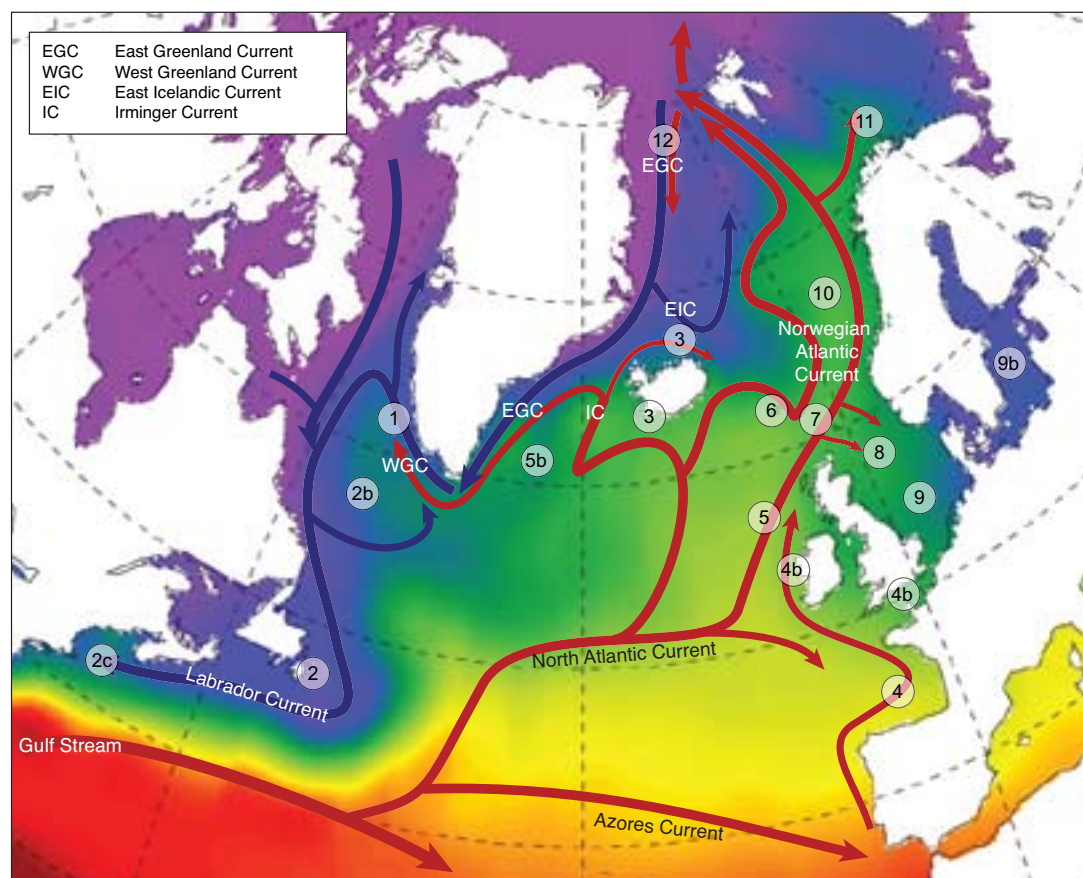 EGC East Greenland Current
WGC West Greenland Current
EIC East Icelandic Current
IC Irminger Current
11
12
EGC
10
EIC
3
Norwegian
Atlantic
Current
9b
1
EGC
IC
3
6
7
8
WGC
5b
2b
9
5
4b
4b
2c
2
Labrador Current
North Atlantic Current
4
Gulf Stream
Azores Current